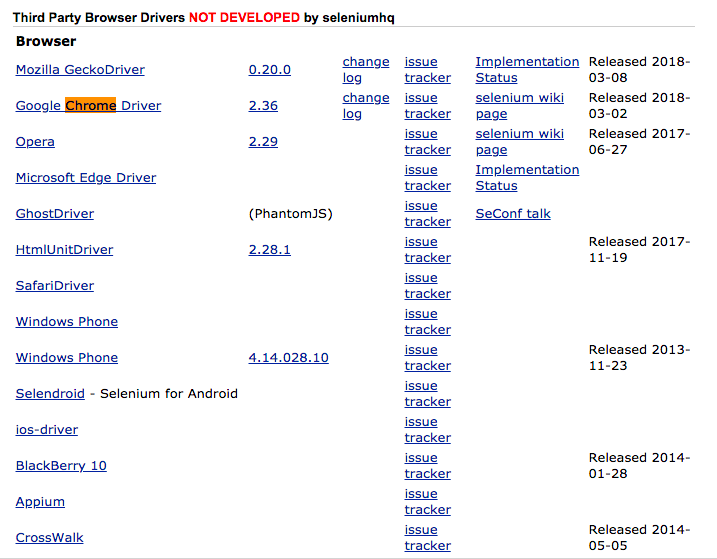 Third Party Browser Drivers NOT DEVELOPED by seleniumhq
Browser
Mozilla GeckoDriver 0.20.0 change log issue tracker Implementation Status Released 2018-03-08
Google Chrome Driver 2.36 change log issue tracker selenium wiki page Released 2018-03-02
Opera 2.29 issue tracker selenium wiki page Released 2017-06-27
Microsoft Edge Driver issue tracker Implementation Status
GhostDriver (PhantomJS) issue tracker SeConf talk
HtmlUnitDriver 2.28.1 issue tracker Released 2017-11-19
SafariDriver issue tracker
Windows Phone issue tracker
Windows Phone 4.14.028.10 issue tracker Released 2013-11-23
Selendroid - Selenium for Android issue tracker
ios-driver issue tracker
BlackBerry 10 issue tracker Released 2014-01-28
Appium issue tracker
CrossWalk issue tracker Released 2014-05-05